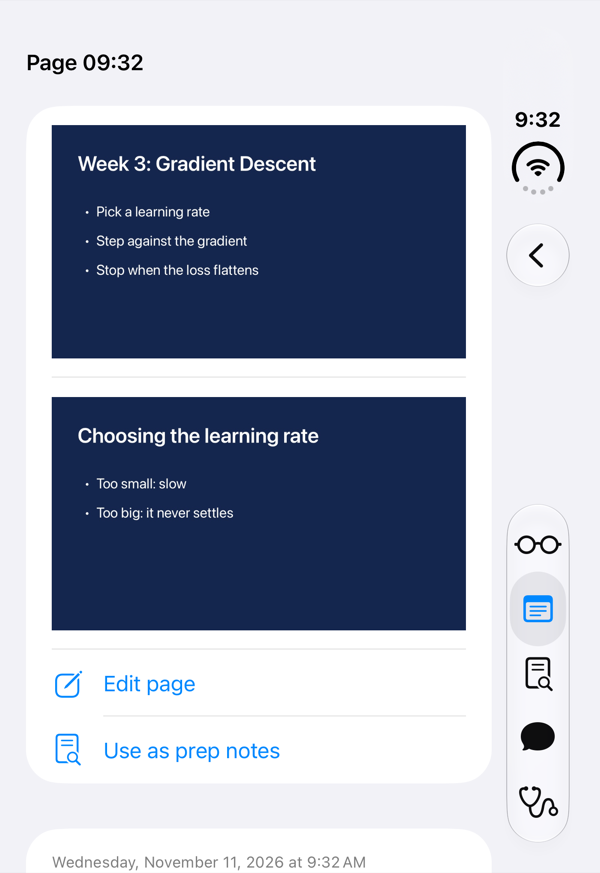 Page 09:32
9:32
Week 3: Gradient Descent
• Pick a learning rate
• Step against the gradient
• Stop when the loss flattens
Choosing the learning rate
• Too small: slow
• Too big: it never settles
Edit page
Use as prep notes
Wednesday, November 11, 2026 at 9:32 AM